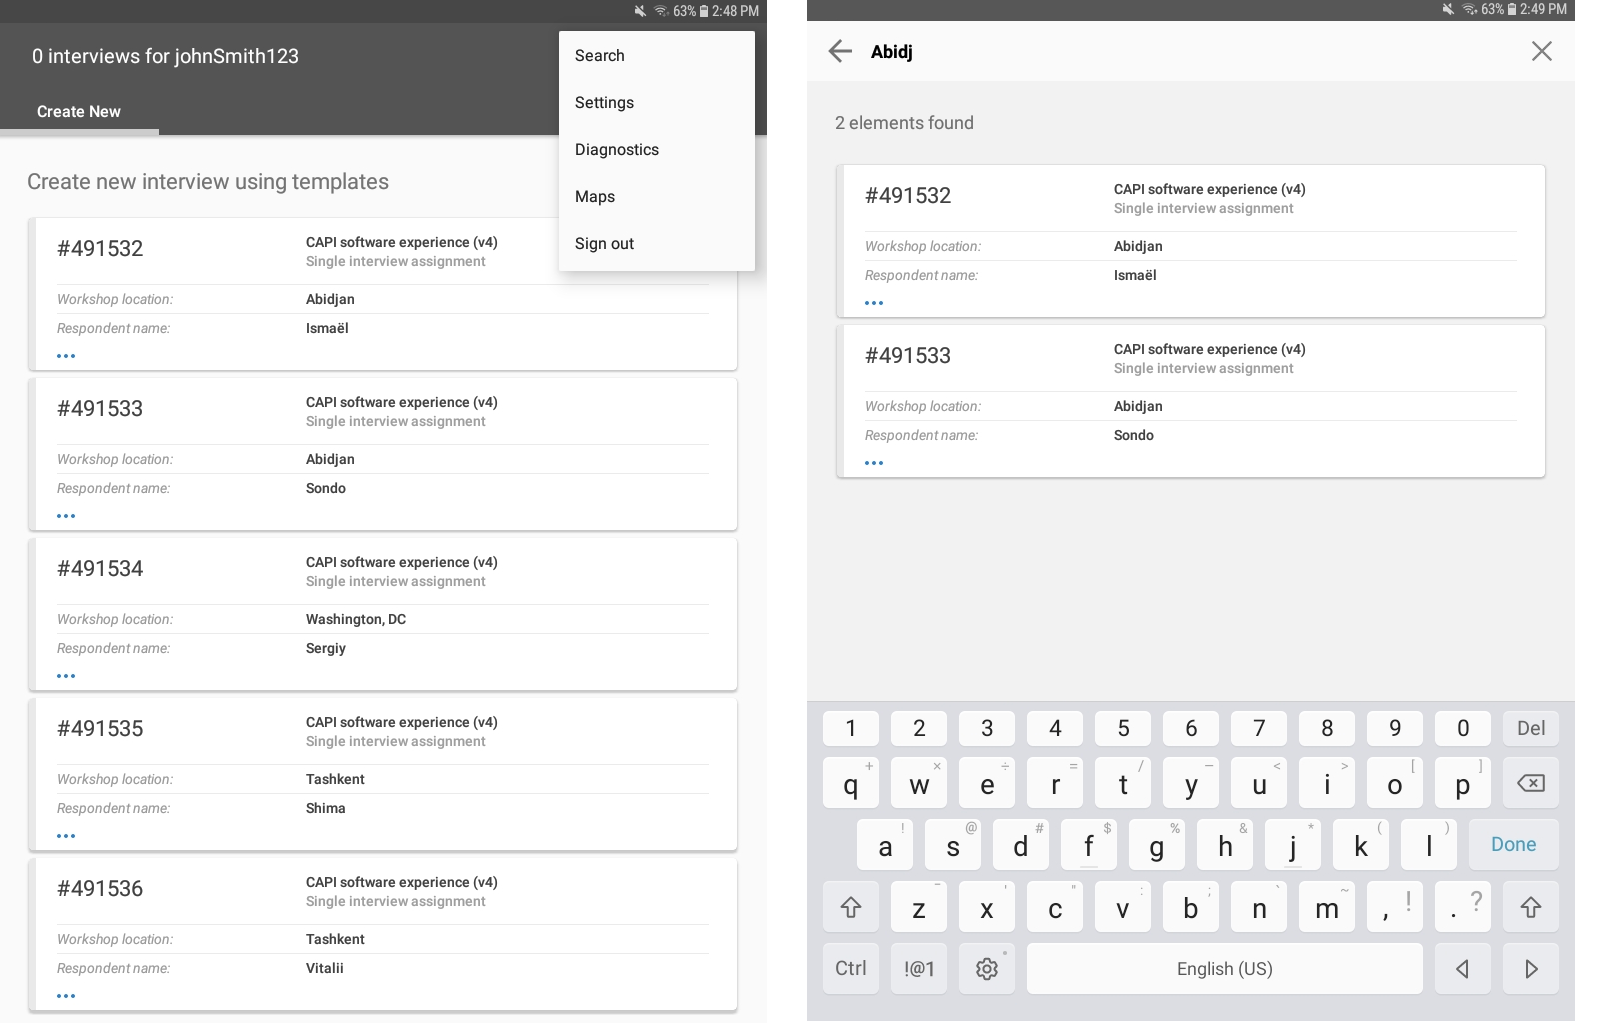 63% 2:48 PM
0 interviews for johnSmith123
Create New
Search
Settings
Diagnostics
Maps
Sign out
Create new interview using templates
#491532 CAPI software experience (v4)
Single interview assignment
Workshop location: Abidjan
Respondent name: Ismaël
#491533 CAPI software experience (v4)
Single interview assignment
Workshop location: Abidjan
Respondent name: Sondo
#491534 CAPI software experience (v4)
Single interview assignment
Workshop location: Washington, DC
Respondent name: Sergiy
#491535 CAPI software experience (v4)
Single interview assignment
Workshop location: Tashkent
Respondent name: Shima
#491536 CAPI software experience (v4)
Single interview assignment
Workshop location: Tashkent
Respondent name: Vitalii
63% 2:49 PM
Abidj
2 elements found
#491532 CAPI software experience (v4)
Single interview assignment
Workshop location: Abidjan
Respondent name: Ismaël
#491533 CAPI software experience (v4)
Single interview assignment
Workshop location: Abidjan
Respondent name: Sondo
1 2 3 4 5 6 7 8 9 0 Del
+ × ÷ = / − < > [ ]
q w e r t y u i o p
! @ # $ % & * ( )
a s d f g h j k l Done
- ' " : ; ` ~
z x c v b n m , ! . ?
Ctrl !@1 English (US)